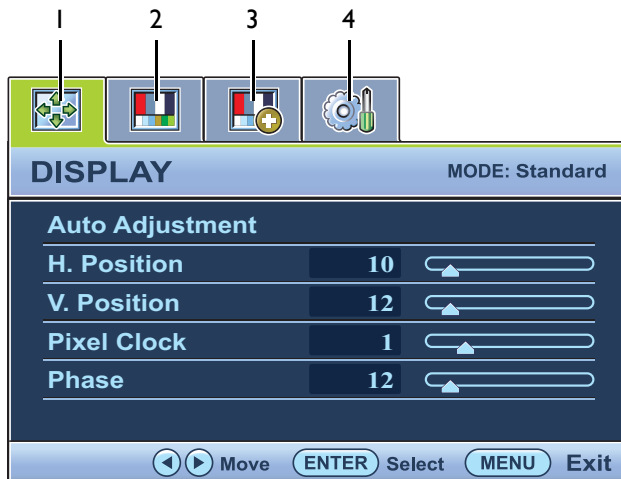 1 2 3 4
DISPLAY MODE: Standard
Auto Adjustment
H. Position 10
V. Position 12
Pixel Clock 1
Phase 12
Move ENTER Select MENU Exit